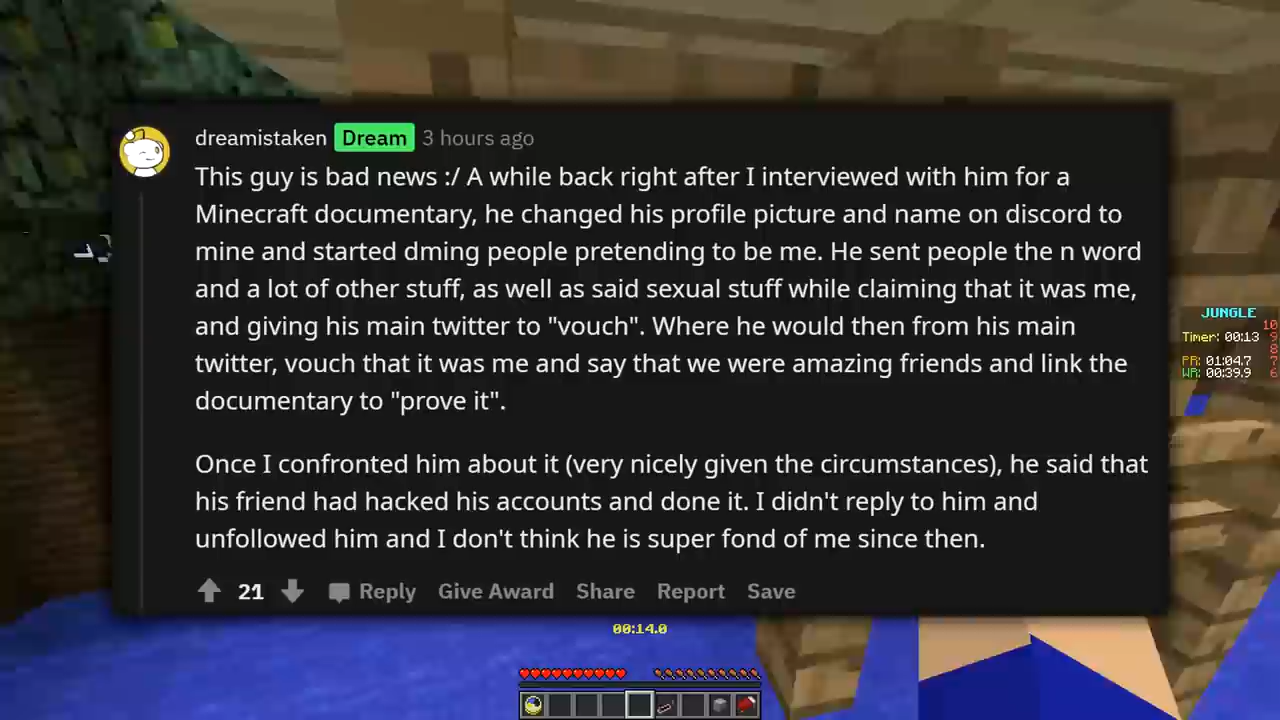 dreamistaken Dream 3 hours ago
This guy is bad news :/ A while back right after I interviewed with him for a
Minecraft documentary, he changed his profile picture and name on discord to
mine and started dming people pretending to be me. He sent people the n word
and a lot of other stuff, as well as said sexual stuff while claiming that it was me,
and giving his main twitter to "vouch". Where he would then from his main
twitter, vouch that it was me and say that we were amazing friends and link the
documentary to "prove it".
Once I confronted him about it (very nicely given the circumstances), he said that
his friend had hacked his accounts and done it. I didn't reply to him and
unfollowed him and I don't think he is super fond of me since then.
21 Reply Give Award Share Report Save
JUNGLE
10
Timer: 00:13
PR: 01:04.7
WR: 00:39.9
00:14.0